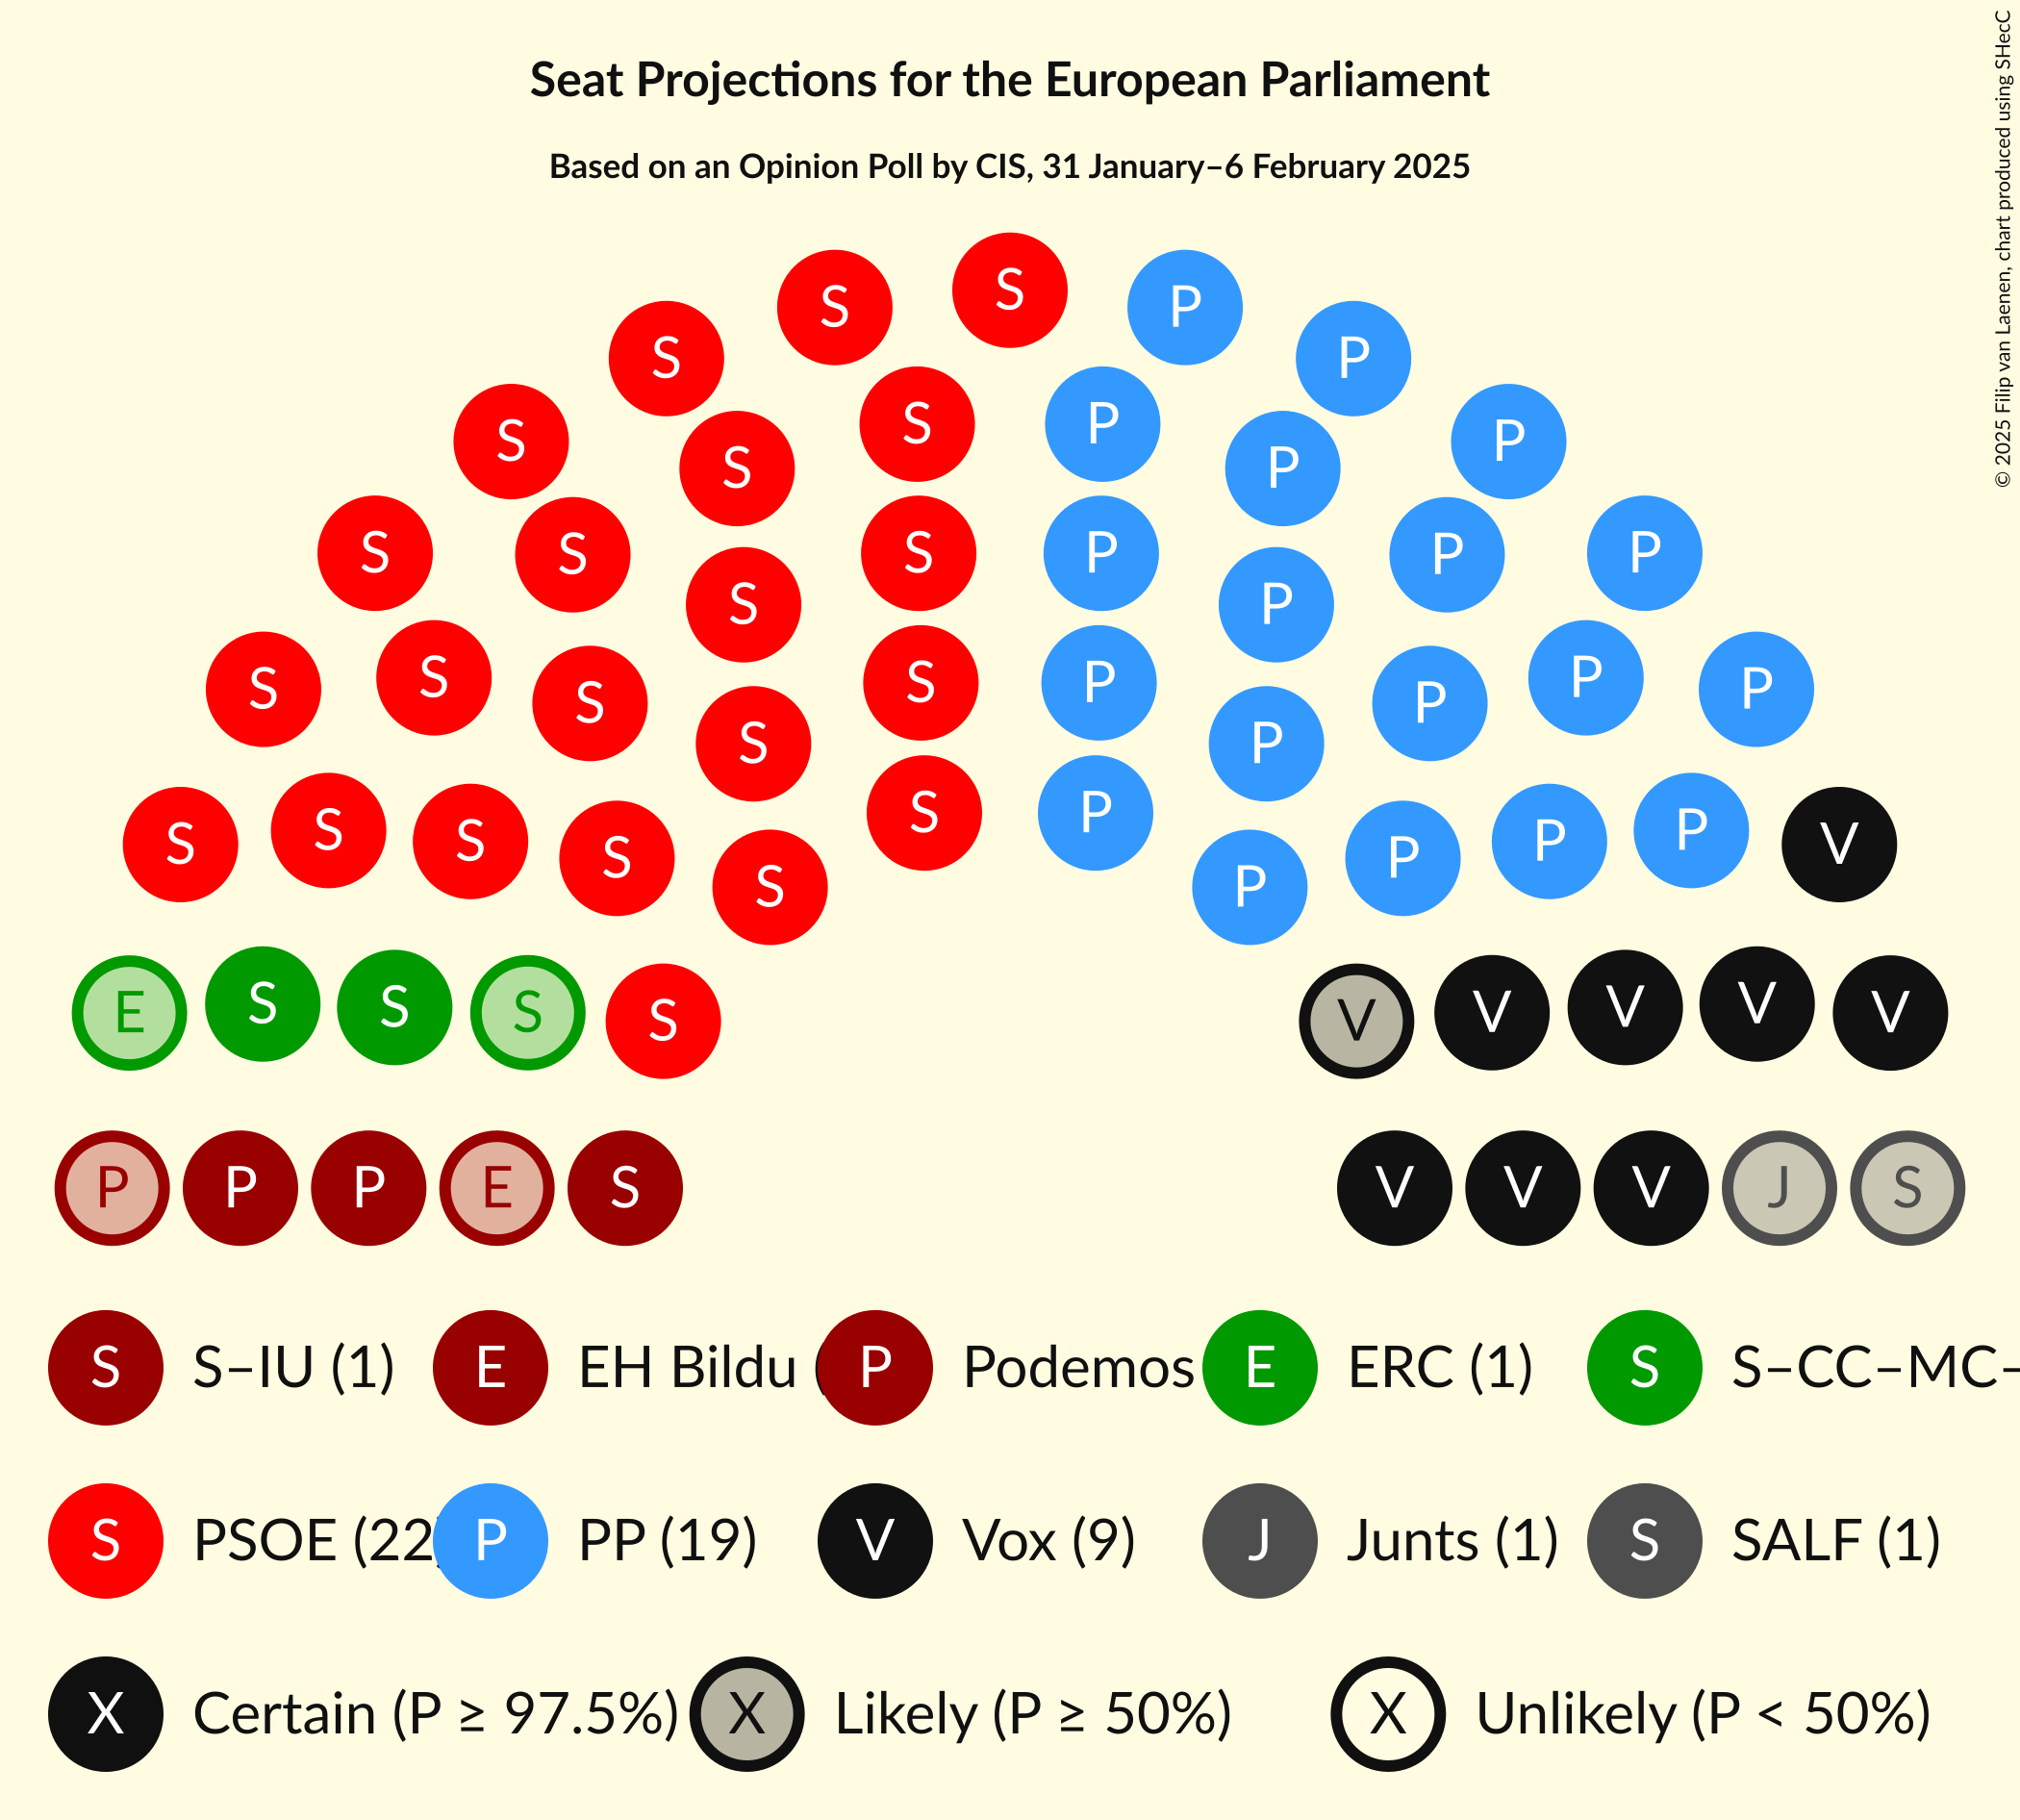 Seat Projections for the European Parliament
Based on an Opinion Poll by CIS, 31 January–6 February 2025
© 2025 Filip van Laenen, chart produced using SHecC
S
S P
S P
S S P P
S P P
S S P P
S S P P
S S P P
S S P P
S S P P
S S P P
S S P P
S S P P
S S S P P V
S S P P
E S S S S V V V V V
P P P E S V V V J S
S S–IU (1) E EH Bildu P Podemos E ERC (1) S S–CC–MC–
S PSOE (22 P PP (19) V Vox (9) J Junts (1) S SALF (1)
X Certain (P ≥ 97.5%) X Likely (P ≥ 50%) X Unlikely (P < 50%)